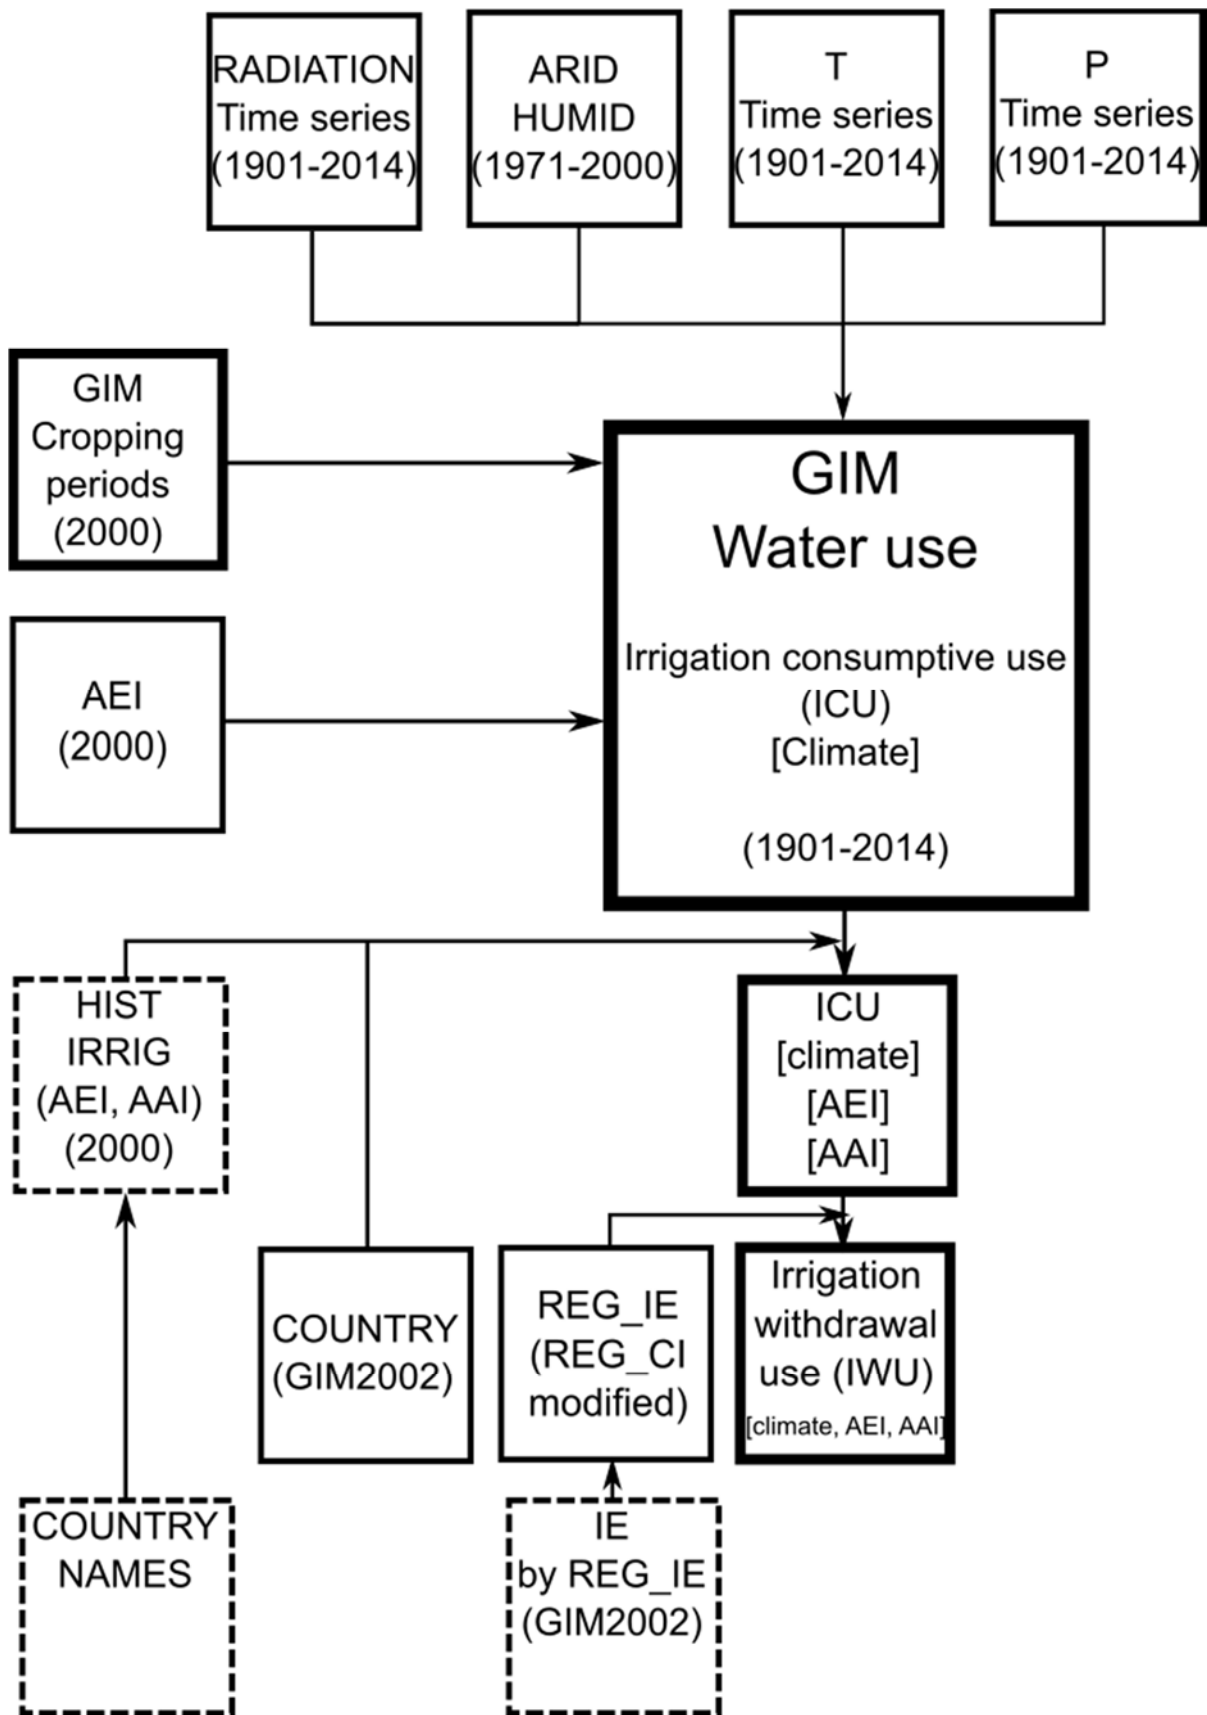 RADIATION
Time series
(1901-2014)
ARID
HUMID
(1971-2000)
T
Time series
(1901-2014)
P
Time series
(1901-2014)
GIM
Cropping
periods
(2000)
GIM
Water use
Irrigation consumptive use
(ICU)
[Climate]
(1901-2014)
AEI
(2000)
HIST
IRRIG
(AEI, AAI)
(2000)
ICU
[climate]
[AEI]
[AAI]
COUNTRY
(GIM2002)
REG_IE
(REG_CI
modified)
Irrigation
withdrawal
use (IWU)
[climate, AEI, AAI]
COUNTRY
NAMES
IE
by REG_IE
(GIM2002)